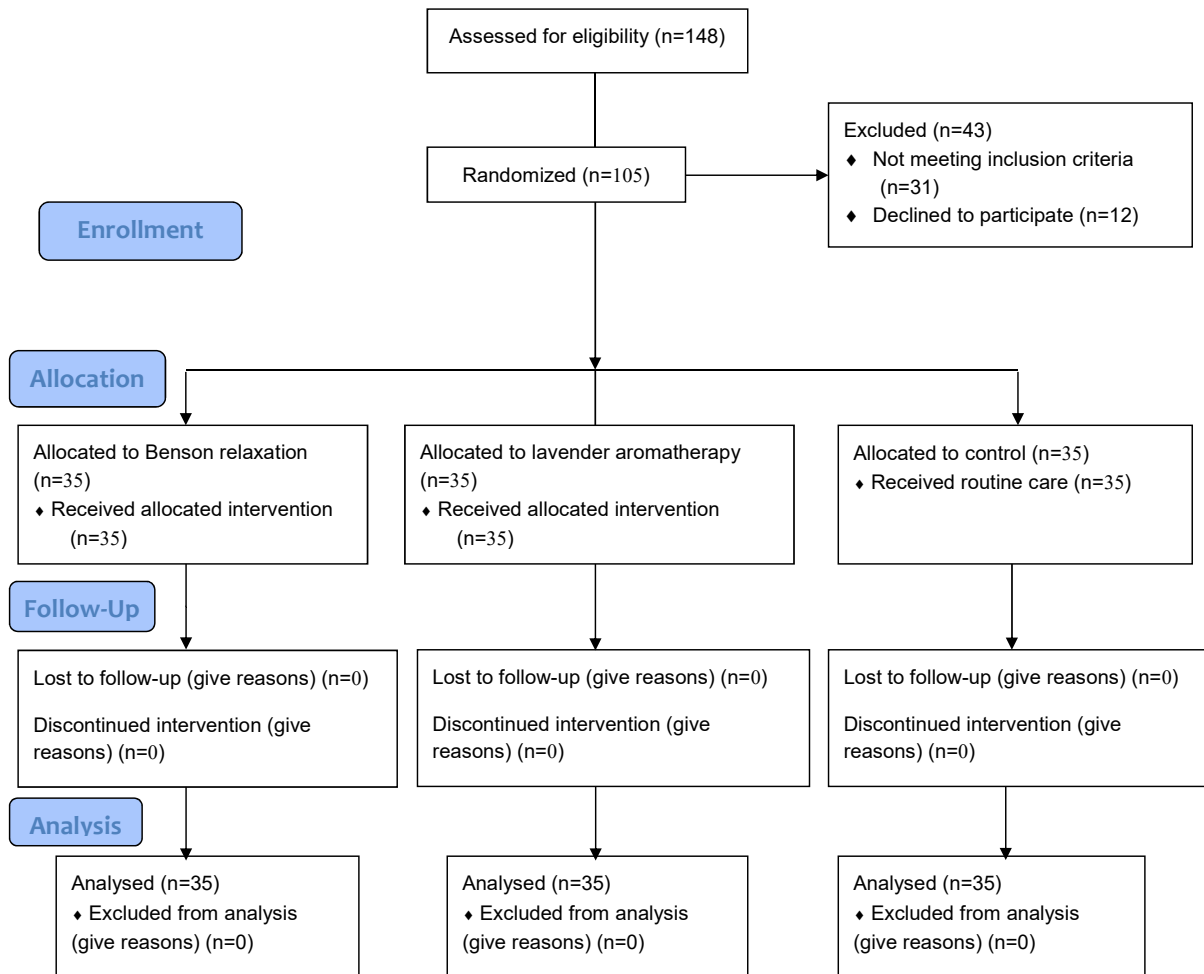 Assessed for eligibility (n=148)
Excluded (n=43)
♦ Not meeting inclusion criteria
(n=31)
♦ Declined to participate (n=12)
Randomized (n=105)
Enrollment
Allocation
Allocated to Benson relaxation
(n=35)
♦ Received allocated intervention
(n=35)
Allocated to lavender aromatherapy
(n=35)
♦ Received allocated intervention
(n=35)
Allocated to control (n=35)
♦ Received routine care (n=35)
Follow-Up
Lost to follow-up (give reasons) (n=0)
Discontinued intervention (give
reasons) (n=0)
Lost to follow-up (give reasons) (n=0)
Discontinued intervention (give
reasons) (n=0)
Lost to follow-up (give reasons) (n=0)
Discontinued intervention (give
reasons) (n=0)
Analysis
Analysed (n=35)
♦ Excluded from analysis
(give reasons) (n=0)
Analysed (n=35)
♦ Excluded from analysis
(give reasons) (n=0)
Analysed (n=35)
♦ Excluded from analysis
(give reasons) (n=0)